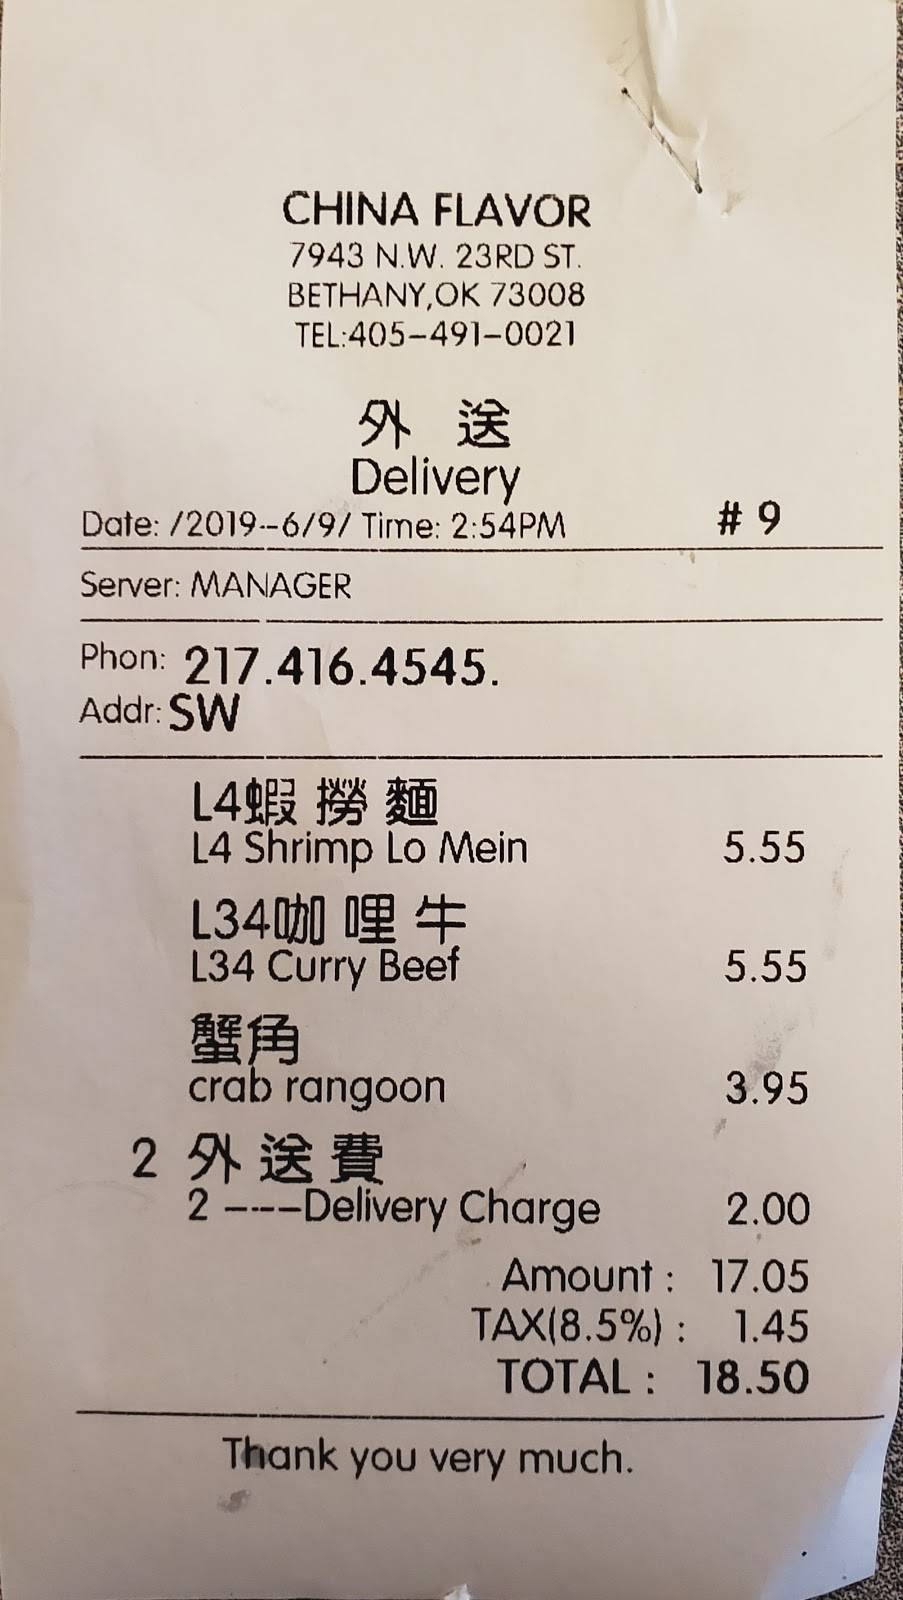 CHINA FLAVOR
7943 N.W. 23RD ST.
BETHANY,OK 73008
TEL:405-491-0021
外 送
Delivery
Date: /2019--6/9/ Time: 2:54PM # 9
Server: MANAGER
Phon: 217.416.4545.
Addr: SW
L4蝦 撈 麵
L4 Shrimp Lo Mein 5.55
L34咖 哩 牛
L34 Curry Beef 5.55
蟹角
crab rangoon 3.95
2 外 送 費
2 ----Delivery Charge 2.00
Amount : 17.05
TAX(8.5%) : 1.45
TOTAL : 18.50
Thank you very much.